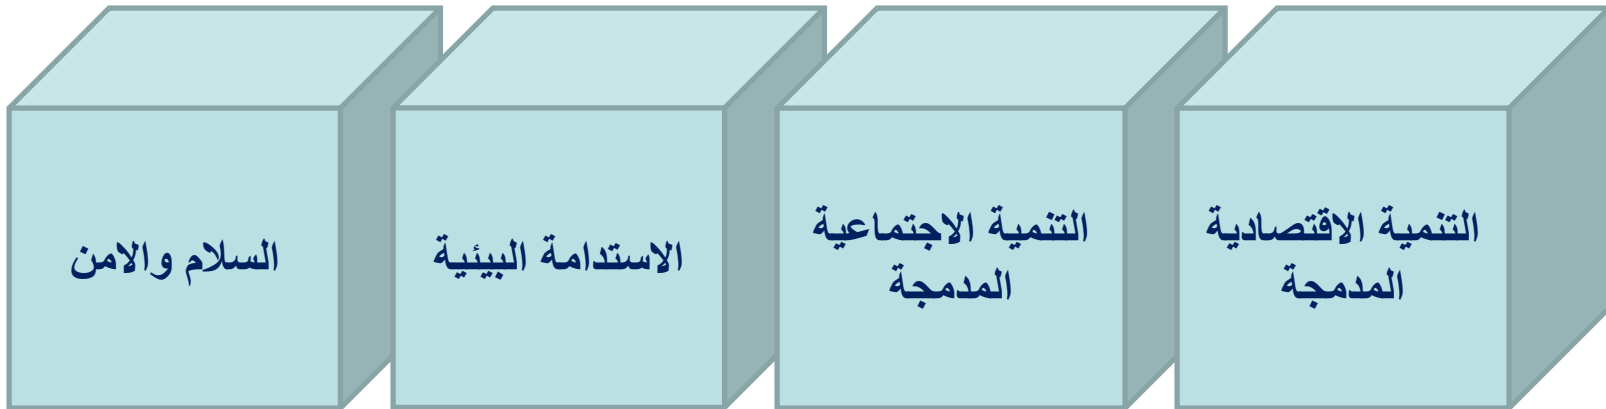 التنمية الاقتصادية
المدمجة
التنمية الاجتماعية
المدمجة
الاستدامة البيئية
السلام والامن